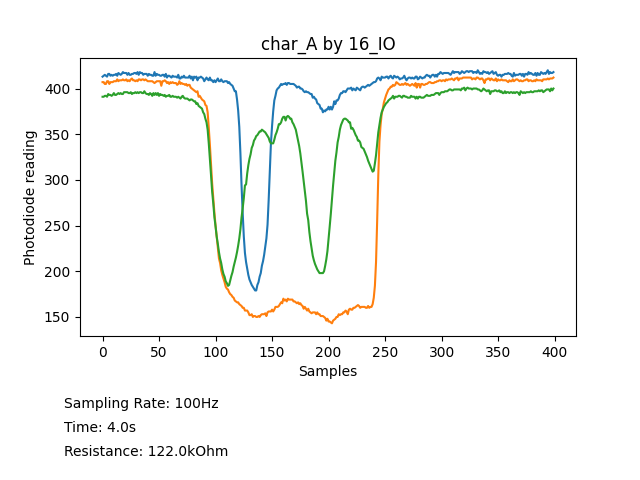 char_A by 16_IO
Photodiode reading
400
350
300
250
200
150
0 50 100 150 200 250 300 350 400
Samples
Sampling Rate: 100Hz
Time: 4.0s
Resistance: 122.0kOhm